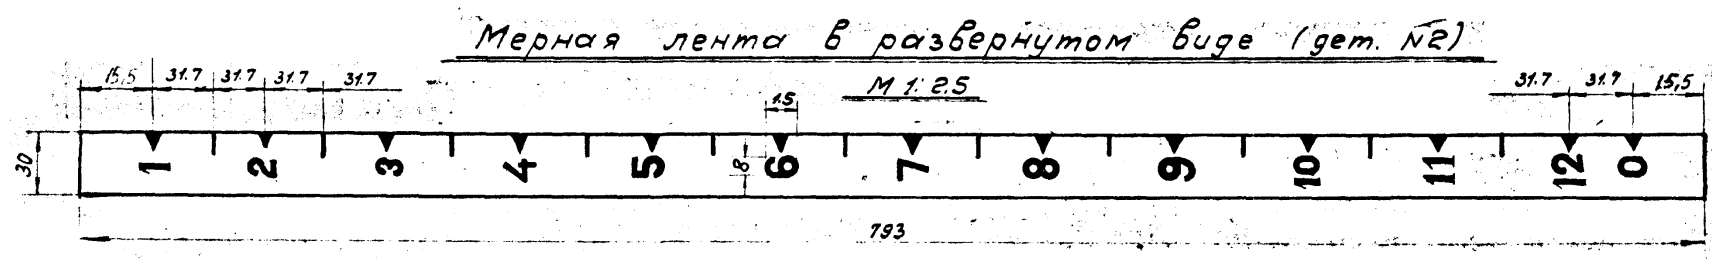 Мерная лента в развернутом виде (дет. №2)
М 1:2.5
15,5 31.7 31.7 31.7 31.7 1.5 31.7 31.7 15,5
30 1 2 3 4 5 8 6 7 8 9 10 11 12 0
793